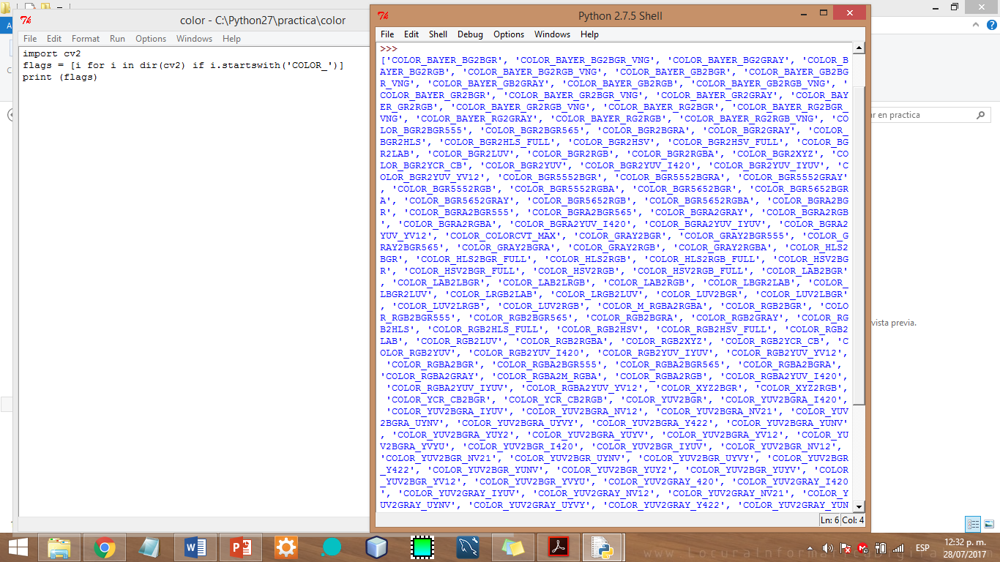 color - C:\Python27\practica\color
File Edit Format Run Options Windows Help
import cv2
flags = [i for i in dir(cv2) if i.startswith('COLOR_')]
print (flags)
Python 2.7.5 Shell
File Edit Shell Debug Options Windows Help
>>>
['COLOR_BAYER_BG2BGR', 'COLOR_BAYER_BG2BGR_VNG', 'COLOR_BAYER_BG2GRAY', 'COLOR_B
AYER_BG2RGB', 'COLOR_BAYER_BG2RGB_VNG', 'COLOR_BAYER_GB2BGR', 'COLOR_BAYER_GB2BG
R_VNG', 'COLOR_BAYER_GB2GRAY', 'COLOR_BAYER_GB2RGB', 'COLOR_BAYER_GB2RGB_VNG', '
COLOR_BAYER_GR2BGR', 'COLOR_BAYER_GR2BGR_VNG', 'COLOR_BAYER_GR2GRAY', 'COLOR_BAY
ER_GR2RGB', 'COLOR_BAYER_GR2RGB_VNG', 'COLOR_BAYER_RG2BGR', 'COLOR_BAYER_RG2BGR_
VNG', 'COLOR_BAYER_RG2GRAY', 'COLOR_BAYER_RG2RGB', 'COLOR_BAYER_RG2RGB_VNG', 'CO
LOR_BGR2BGR555', 'COLOR_BGR2BGR565', 'COLOR_BGR2BGRA', 'COLOR_BGR2GRAY', 'COLOR_
BGR2HLS', 'COLOR_BGR2HLS_FULL', 'COLOR_BGR2HSV', 'COLOR_BGR2HSV_FULL', 'COLOR_BG
R2LAB', 'COLOR_BGR2LUV', 'COLOR_BGR2RGB', 'COLOR_BGR2RGBA', 'COLOR_BGR2XYZ', 'CO
LOR_BGR2YCR_CB', 'COLOR_BGR2YUV', 'COLOR_BGR2YUV_I420', 'COLOR_BGR2YUV_IYUV', 'C
OLOR_BGR2YUV_YV12', 'COLOR_BGR5552BGR', 'COLOR_BGR5552BGRA', 'COLOR_BGR5552GRAY'
, 'COLOR_BGR5552RGB', 'COLOR_BGR5552RGBA', 'COLOR_BGR5652BGR', 'COLOR_BGR5652BGR
A', 'COLOR_BGR5652GRAY', 'COLOR_BGR5652RGB', 'COLOR_BGR5652RGBA', 'COLOR_BGRA2BG
R', 'COLOR_BGRA2BGR555', 'COLOR_BGRA2BGR565', 'COLOR_BGRA2GRAY', 'COLOR_BGRA2RGB
', 'COLOR_BGRA2RGBA', 'COLOR_BGRA2YUV_I420', 'COLOR_BGRA2YUV_IYUV', 'COLOR_BGRA2
YUV_YV12', 'COLOR_COLORCVT_MAX', 'COLOR_GRAY2BGR', 'COLOR_GRAY2BGR555', 'COLOR_G
RAY2BGR565', 'COLOR_GRAY2BGRA', 'COLOR_GRAY2RGB', 'COLOR_GRAY2RGBA', 'COLOR_HLS2
BGR', 'COLOR_HLS2BGR_FULL', 'COLOR_HLS2RGB', 'COLOR_HLS2RGB_FULL', 'COLOR_HSV2BG
R', 'COLOR_HSV2BGR_FULL', 'COLOR_HSV2RGB', 'COLOR_HSV2RGB_FULL', 'COLOR_LAB2BGR'
, 'COLOR_LAB2LBGR', 'COLOR_LAB2LRGB', 'COLOR_LAB2RGB', 'COLOR_LBGR2LAB', 'COLOR_
LBGR2LUV', 'COLOR_LRGB2LAB', 'COLOR_LRGB2LUV', 'COLOR_LUV2BGR', 'COLOR_LUV2LBGR'
, 'COLOR_LUV2LRGB', 'COLOR_LUV2RGB', 'COLOR_M_RGBA2RGBA', 'COLOR_RGB2BGR', 'COLO
R_RGB2BGR555', 'COLOR_RGB2BGR565', 'COLOR_RGB2BGRA', 'COLOR_RGB2GRAY', 'COLOR_RG
B2HLS', 'COLOR_RGB2HLS_FULL', 'COLOR_RGB2HSV', 'COLOR_RGB2HSV_FULL', 'COLOR_RGB2
LAB', 'COLOR_RGB2LUV', 'COLOR_RGB2RGBA', 'COLOR_RGB2XYZ', 'COLOR_RGB2YCR_CB', 'C
OLOR_RGB2YUV', 'COLOR_RGB2YUV_I420', 'COLOR_RGB2YUV_IYUV', 'COLOR_RGB2YUV_YV12',
'COLOR_RGBA2BGR', 'COLOR_RGBA2BGR555', 'COLOR_RGBA2BGR565', 'COLOR_RGBA2BGRA',
'COLOR_RGBA2GRAY', 'COLOR_RGBA2M_RGBA', 'COLOR_RGBA2RGB', 'COLOR_RGBA2YUV_I420',
'COLOR_RGBA2YUV_IYUV', 'COLOR_RGBA2YUV_YV12', 'COLOR_XYZ2BGR', 'COLOR_XYZ2RGB',
'COLOR_YCR_CB2BGR', 'COLOR_YCR_CB2RGB', 'COLOR_YUV2BGR', 'COLOR_YUV2BGRA_I420',
'COLOR_YUV2BGRA_IYUV', 'COLOR_YUV2BGRA_NV12', 'COLOR_YUV2BGRA_NV21', 'COLOR_YUV
2BGRA_UYNV', 'COLOR_YUV2BGRA_UYVY', 'COLOR_YUV2BGRA_Y422', 'COLOR_YUV2BGRA_YUNV'
, 'COLOR_YUV2BGRA_YUY2', 'COLOR_YUV2BGRA_YUYV', 'COLOR_YUV2BGRA_YV12', 'COLOR_YU
V2BGRA_YVYU', 'COLOR_YUV2BGR_I420', 'COLOR_YUV2BGR_IYUV', 'COLOR_YUV2BGR_NV12',
'COLOR_YUV2BGR_NV21', 'COLOR_YUV2BGR_UYNV', 'COLOR_YUV2BGR_UYVY', 'COLOR_YUV2BGR
_Y422', 'COLOR_YUV2BGR_YUNV', 'COLOR_YUV2BGR_YUY2', 'COLOR_YUV2BGR_YUYV', 'COLOR
_YUV2BGR_YV12', 'COLOR_YUV2BGR_YVYU', 'COLOR_YUV2GRAY_420', 'COLOR_YUV2GRAY_I420
', 'COLOR_YUV2GRAY_IYUV', 'COLOR_YUV2GRAY_NV12', 'COLOR_YUV2GRAY_NV21', 'COLOR_Y
UV2GRAY_UYNV', 'COLOR_YUV2GRAY_UYVY', 'COLOR_YUV2GRAY_Y422', 'COLOR_YUV2GRAY_YUN
Ln: 6 Col: 4
ar en practica
vista previa.
ESP
12:32 p. m.
28/07/2017